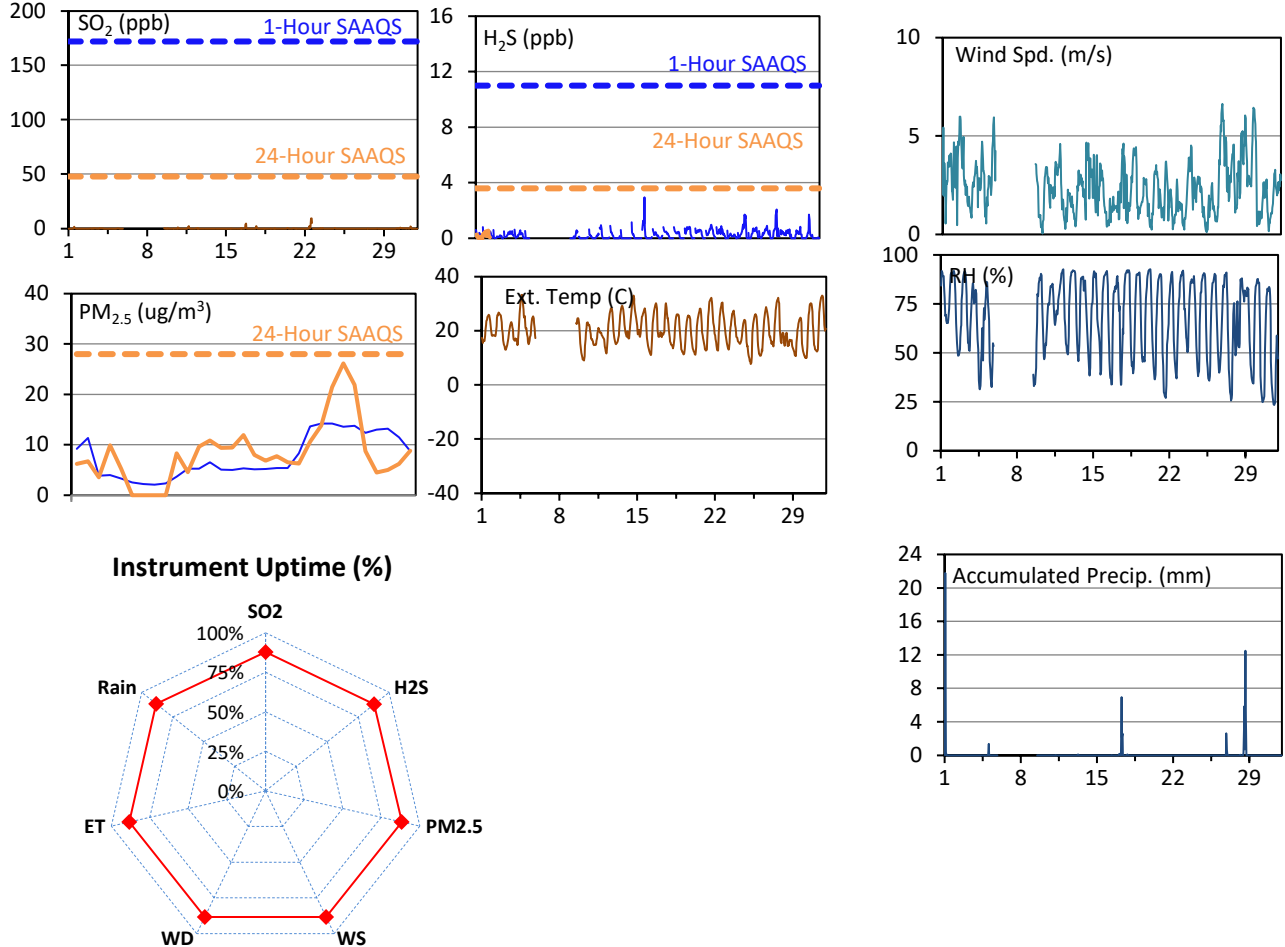 SO2 (ppb)
1-Hour SAAQS
24-Hour SAAQS
200
150
100
50
0
1 8 15 22 29
H2S (ppb)
1-Hour SAAQS
24-Hour SAAQS
16
12
8
4
0
Wind Spd. (m/s)
10
5
0
PM2.5 (ug/m3)
24-Hour SAAQS
40
30
20
10
0
Ext. Temp (C)
40
20
0
-20
-40
1 8 15 22 29
RH (%)
100
75
50
25
0
1 8 15 22 29
Instrument Uptime (%)
SO2
H2S
PM2.5
WS
WD
ET
Rain
100%
75%
50%
25%
0%
Accumulated Precip. (mm)
24
20
16
12
8
4
0
1 8 15 22 29